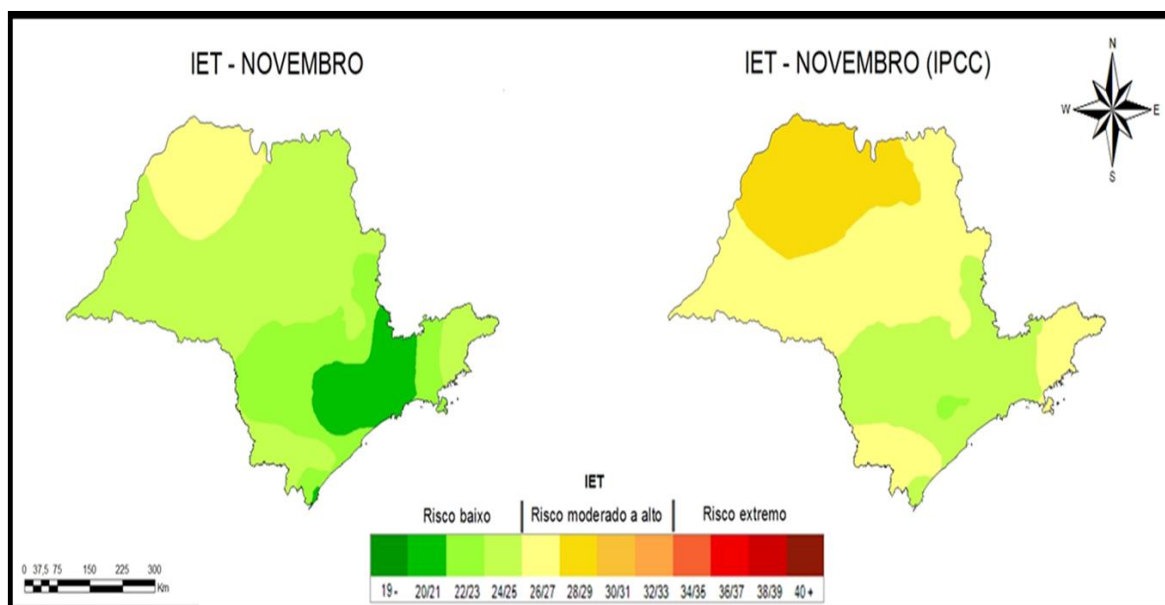 IET - NOVEMBRO
IET - NOVEMBRO (IPCC)
N
W E
S
IET
Risco baixo Risco moderado a alto Risco extremo
19 - 20/21 22/23 24/25 26/27 28/29 30/31 32/33 34/35 36/37 38/39 40 +
0 37,5 75 150 225 300
Km